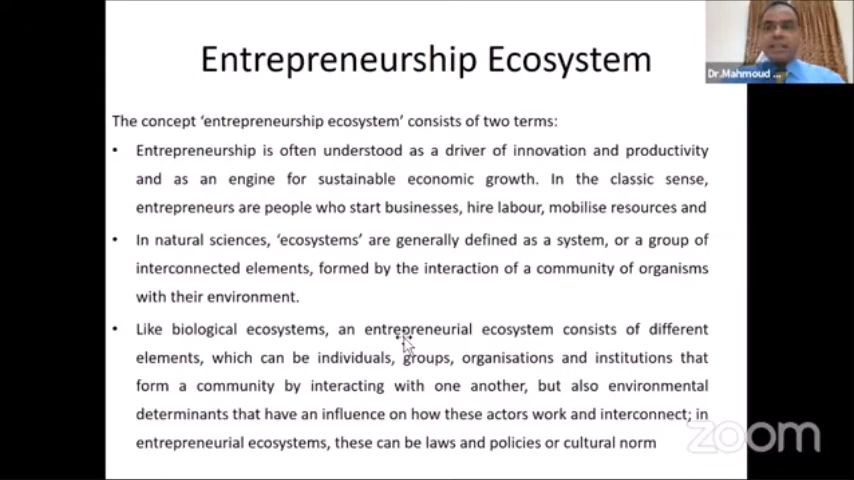 Entrepreneurship Ecosystem
Dr.Mahmoud ...
The concept ‘entrepreneurship ecosystem’ consists of two terms:
• Entrepreneurship is often understood as a driver of innovation and productivity
and as an engine for sustainable economic growth. In the classic sense,
entrepreneurs are people who start businesses, hire labour, mobilise resources and
• In natural sciences, ‘ecosystems’ are generally defined as a system, or a group of
interconnected elements, formed by the interaction of a community of organisms
with their environment.
• Like biological ecosystems, an entrepreneurial ecosystem consists of different
elements, which can be individuals, groups, organisations and institutions that
form a community by interacting with one another, but also environmental
determinants that have an influence on how these actors work and interconnect; in
entrepreneurial ecosystems, these can be laws and policies or cultural norm
zoom